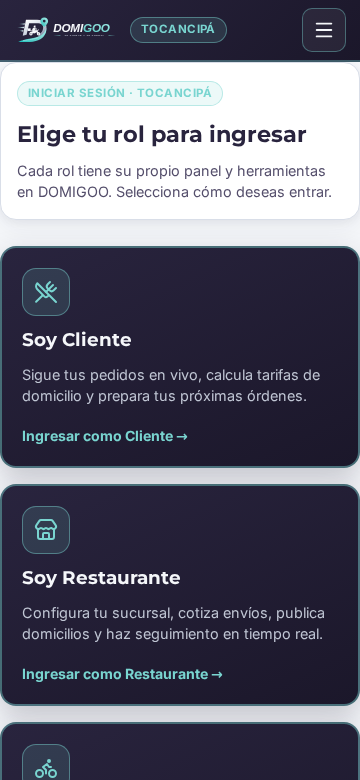 DOMIGOO
TOCANCIPÁ
INICIAR SESIÓN · TOCANCIPÁ
Elige tu rol para ingresar
Cada rol tiene su propio panel y herramientas
en DOMIGOO. Selecciona cómo deseas entrar.
Soy Cliente
Sigue tus pedidos en vivo, calcula tarifas de
domicilio y prepara tus próximas órdenes.
Ingresar como Cliente →
Soy Restaurante
Configura tu sucursal, cotiza envíos, publica
domicilios y haz seguimiento en tiempo real.
Ingresar como Restaurante →